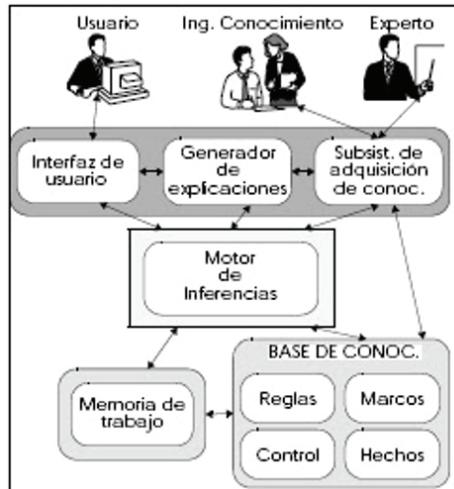 Usuario
Ing. Conocimiento
Experto
Interfaz de
usuario
Generador
de
explicaciones
Subsist. de
adquisición
de conoc.
Motor
de
Inferencias
BASE DE CONOC.
Reglas
Marcos
Control
Hechos
Memoria de
trabajo